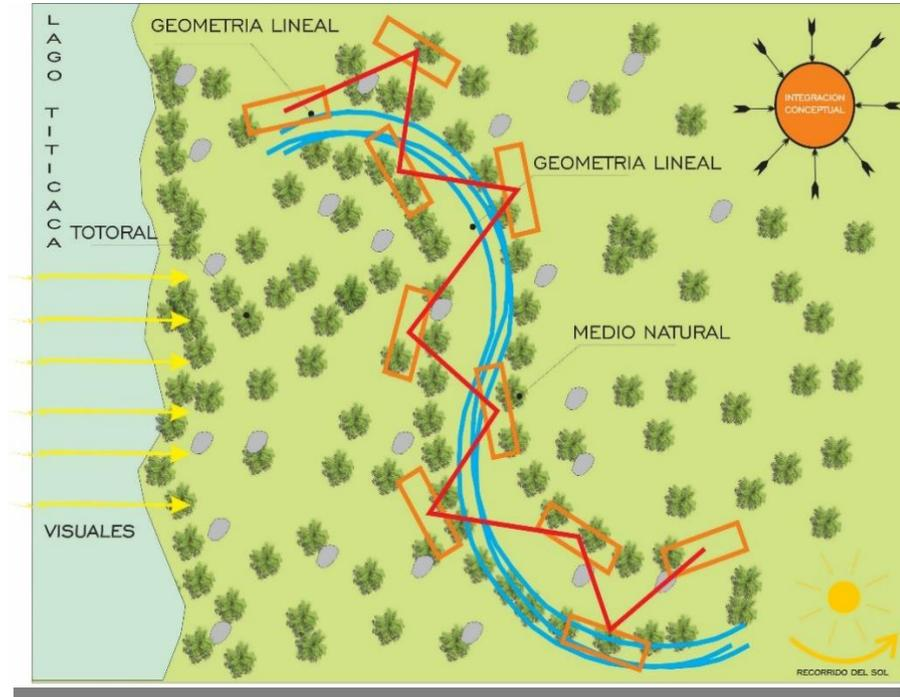 LAGO TITICACA
GEOMETRIA LINEAL
INTEGRACION
CONCEPTUAL
GEOMETRIA LINEAL
TOTORAL
MEDIO NATURAL
VISUALES
RECORRIDO DEL SOL